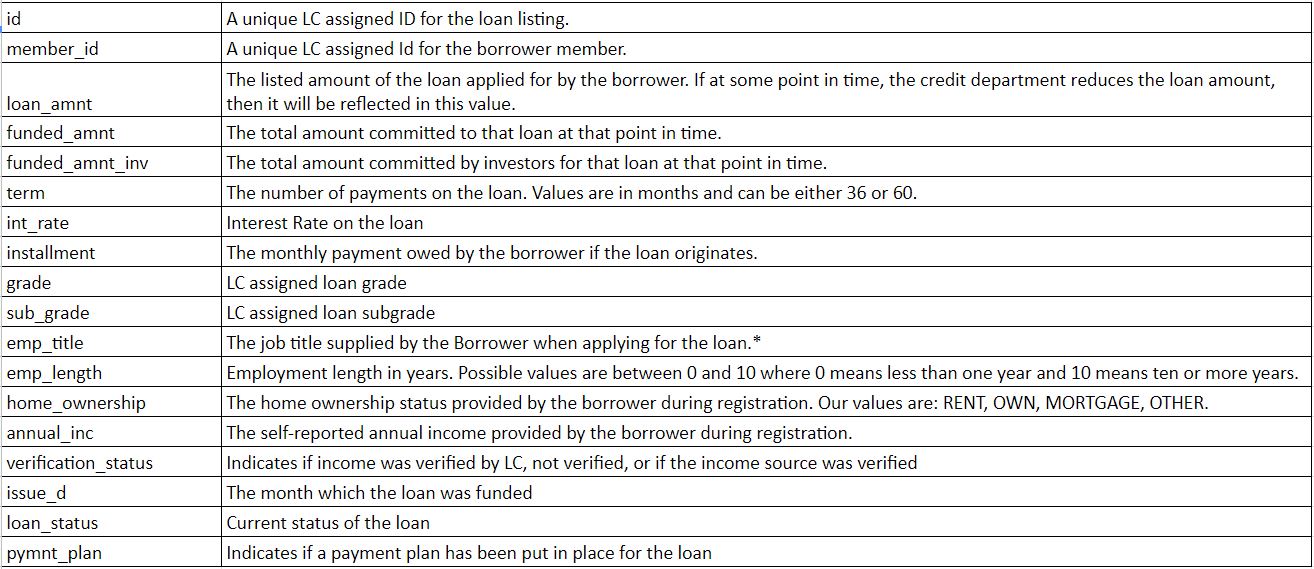 id A unique LC assigned ID for the loan listing.
member_id A unique LC assigned Id for the borrower member.
The listed amount of the loan applied for by the borrower. If at some point in time, the credit department reduces the loan amount,
loan_amnt then it will be reflected in this value.
funded_amnt The total amount committed to that loan at that point in time.
funded_amnt_inv The total amount committed by investors for that loan at that point in time.
term The number of payments on the loan. Values are in months and can be either 36 or 60.
int_rate Interest Rate on the loan
installment The monthly payment owed by the borrower if the loan originates.
grade LC assigned loan grade
sub_grade LC assigned loan subgrade
emp_title The job title supplied by the Borrower when applying for the loan.*
emp_length Employment length in years. Possible values are between 0 and 10 where 0 means less than one year and 10 means ten or more years.
home_ownership The home ownership status provided by the borrower during registration. Our values are: RENT, OWN, MORTGAGE, OTHER.
annual_inc The self-reported annual income provided by the borrower during registration.
verification_status Indicates if income was verified by LC, not verified, or if the income source was verified
issue_d The month which the loan was funded
loan_status Current status of the loan
pymnt_plan Indicates if a payment plan has been put in place for the loan